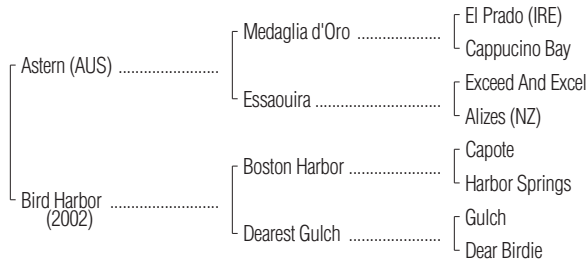 El Prado (IRE)
Medaglia d'Oro ......................
Cappucino Bay
Astern (AUS) ........................
Exceed And Excel
Essaouira ................................
Alizes (NZ)
Capote
Boston Harbor ........................
Harbor Springs
Bird Harbor ..........................
(2002)
Gulch
Dearest Gulch ........................
Dear Birdie